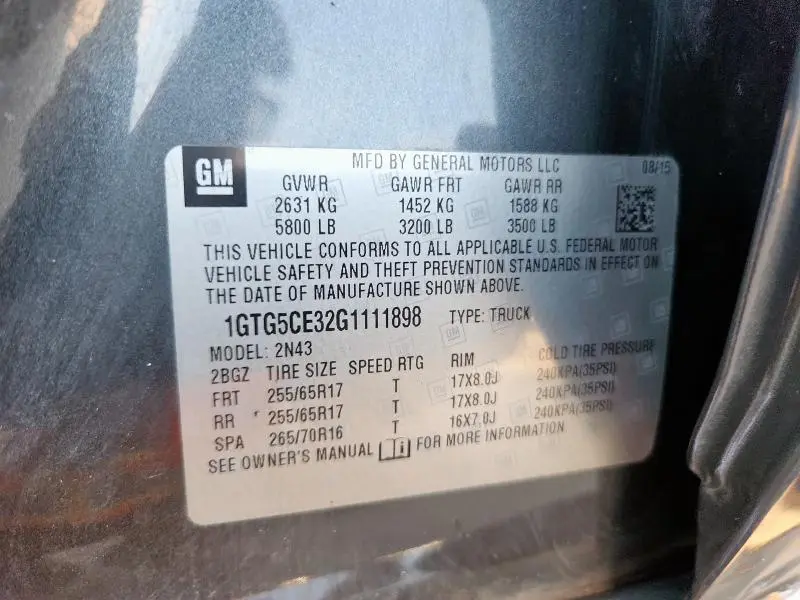 GM
MFD BY GENERAL MOTORS LLC 08/15
GVWR GAWR FRT GAWR RR
2631 KG 1452 KG 1588 KG
5800 LB 3200 LB 3500 LB
THIS VEHICLE CONFORMS TO ALL APPLICABLE U.S. FEDERAL MOTOR
VEHICLE SAFETY AND THEFT PREVENTION STANDARDS IN EFFECT ON
THE DATE OF MANUFACTURE SHOWN ABOVE.
1GTG5CE32G1111898 TYPE: TRUCK
MODEL: 2N43
2BGZ TIRE SIZE SPEED RTG RIM COLD TIRE PRESSURE
FRT 255/65R17 T 17X8.0J 240KPA(35PSI)
RR 255/65R17 T 17X8.0J 240KPA(35PSI)
SPA 265/70R16 T 16X7.0J 240KPA(35PSI)
SEE OWNER'S MANUAL FOR MORE INFORMATION